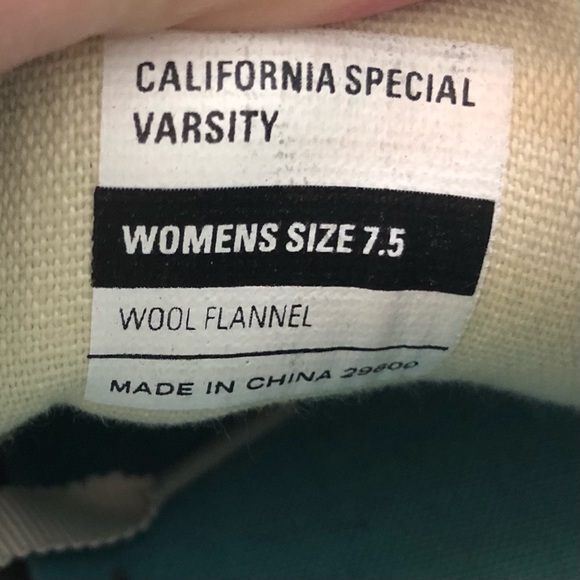 CALIFORNIA SPECIAL
VARSITY
WOMENS SIZE 7.5
WOOL FLANNEL
MADE IN CHINA